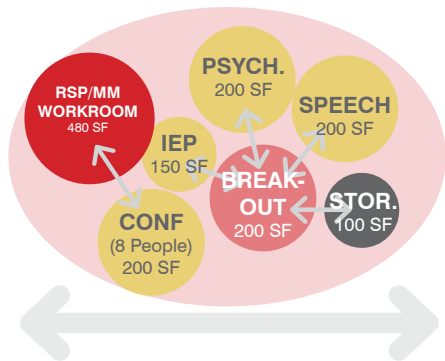 RSP/MM
WORKROOM
480 SF
PSYCH.
200 SF
SPEECH
200 SF
IEP
150 SF
BREAK-
OUT
200 SF
STOR.
100 SF
CONF
(8 People)
200 SF